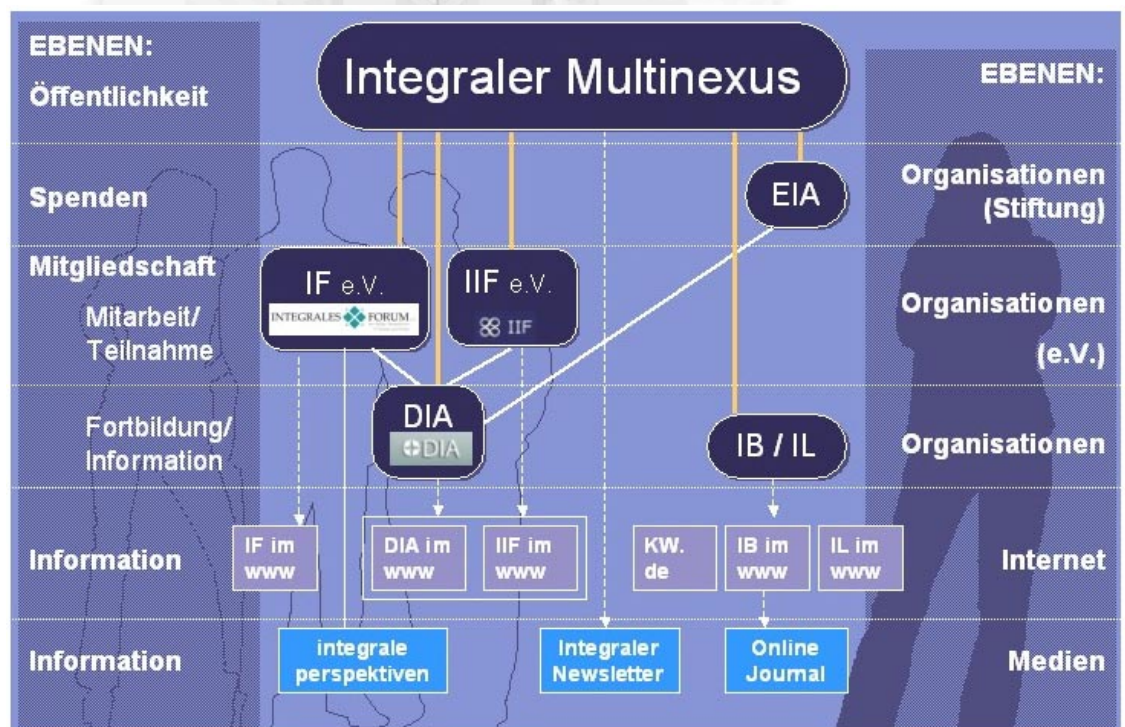 EBENEN:
Öffentlichkeit
Integraler Multinexus
EBENEN:
Spenden
EIA
Organisationen
(Stiftung)
Mitgliedschaft
Mitarbeit/
Teilnahme
IF e.V.
INTEGRALES FORUM
IIF e.V.
IIF
Organisationen
(e.V.)
Fortbildung/
Information
DIA
DIA
IB / IL
Organisationen
Information
IF im
www
DIA im
www
IIF im
www
KW.
de
IB im
www
IL im
www
Internet
Information
integrale
perspektiven
Integraler
Newsletter
Online
Journal
Medien